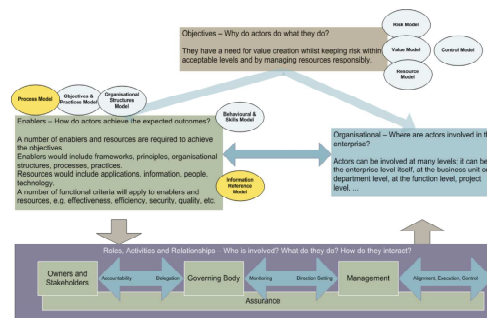 Objectives – Why do actors do what they do?
They have a need for value creation whilst keeping risk within
acceptable levels and by managing resources responsibly.
Risk Model
Value Model
Control Model
Resource
Model
Process Model
Objectives &
Practices Model
Organisational
Structures
Model
Behavioural &
Skills Model
Enablers – How do actors achieve the expected outcomes?
A number of enablers and resources are required to achieve
the objectives.
Enablers would include frameworks, principles, organisational
structures, processes, practices.
Resources would include applications, information, people,
technology.
A number of functional criteria will apply to enablers and
resources, e.g. effectiveness, efficiency, security, quality, etc.
Information
Reference
Model
Organisational – Where are actors involved in the
enterprise?
Actors can be involved at many levels: it can be
the enterprise level itself, at the business unit or
department level, at the function level, project
level, ...
Roles, Activities and Relationships - Who is involved? What do they do? How do they interact?
Owners and
Stakeholders
Accountability
Delegation
Governing Body
Monitoring
Direction Setting
Management
Alignment, Execution, Control
Assurance